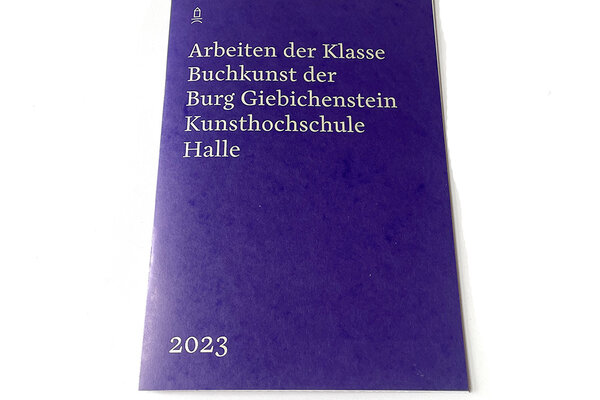 Arbeiten der Klasse
Buchkunst der
Burg Giebichenstein
Kunsthochschule
Halle
2023